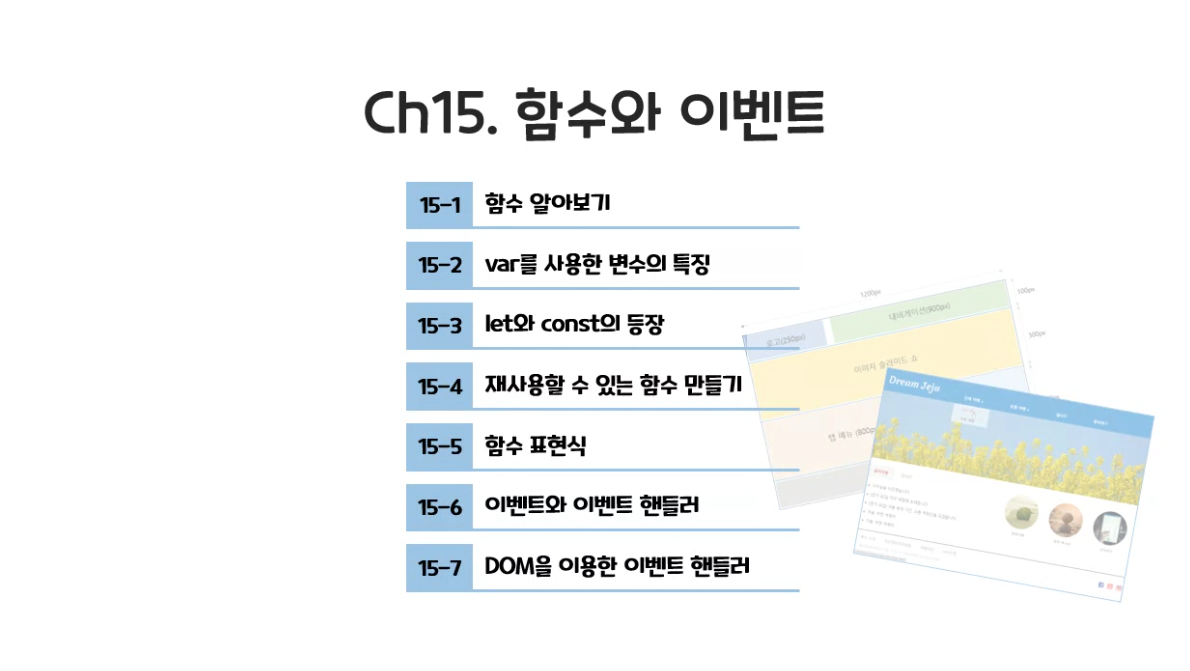 Ch15. 함수와 이벤트
15-1 함수 알아보기
15-2 var를 사용한 변수의 특징
15-3 let와 const의 등장
15-4 재사용할 수 있는 함수 만들기
15-5 함수 표현식
15-6 이벤트와 이벤트 핸들러
15-7 DOM을 이용한 이벤트 핸들러
1200px
100px
내비게이션(900px)
로고(250px)
300px
이미지 슬라이드 쇼
탭 메뉴
Dream Jeju